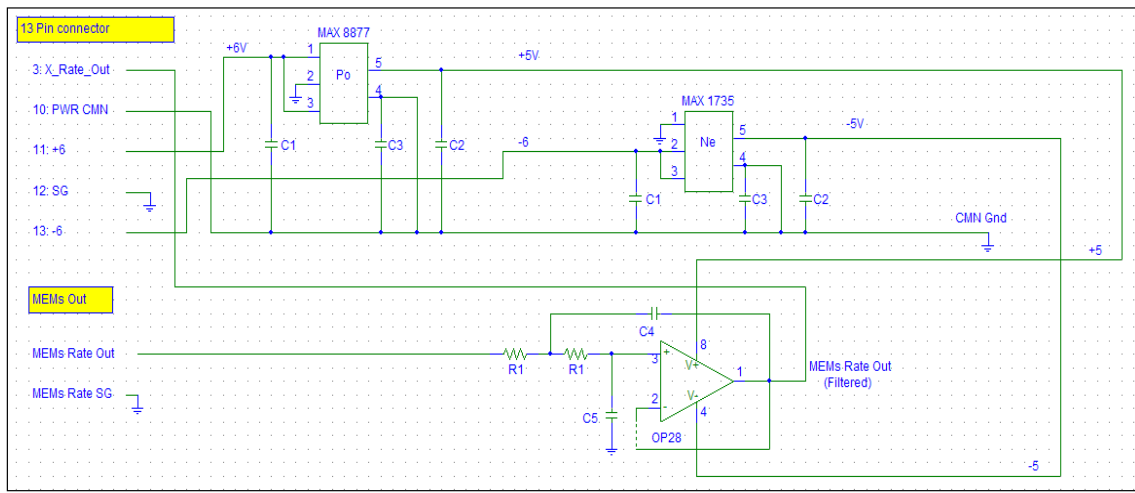 13 Pin connector
3: X_Rate_Out
10: PWR CMN
11: +6
12: SG
13: -6
+6V
MAX 8877
1
2
3
Po
5
4
+5V
C1
C3
C2
-6
MAX 1735
1
2
3
Ne
5
4
-5V
C1
C3
C2
CMN Gnd
+5
MEMs Out
MEMs Rate Out
MEMs Rate SG
R1
R1
C4
C5
3
+
2
-
V+
V-
8
4
1
OP28
MEMs Rate Out
(Filtered)
-5